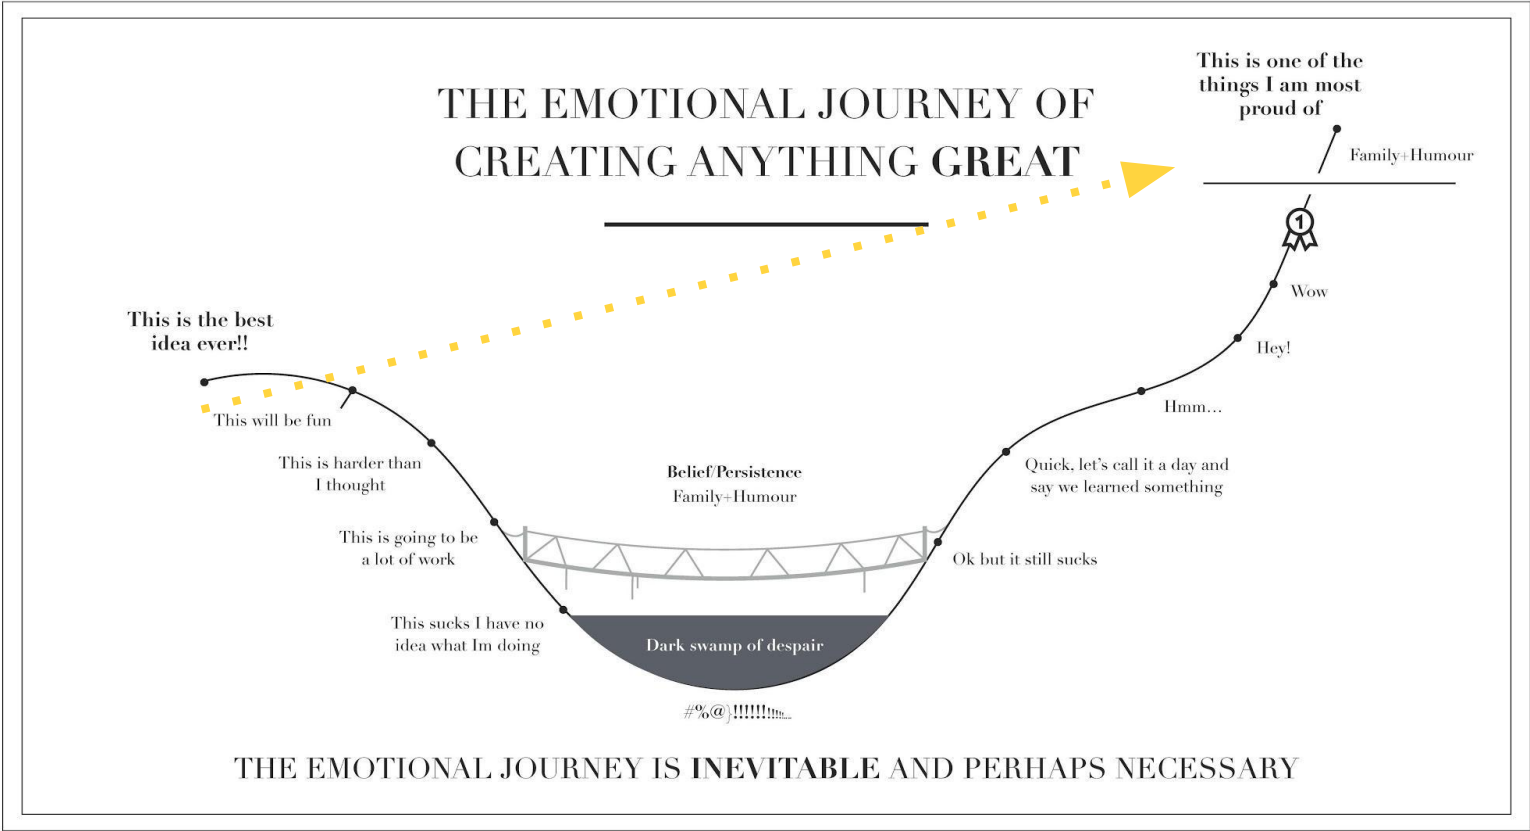 THE EMOTIONAL JOURNEY OF
CREATING ANYTHING GREAT
This is one of the
things I am most
proud of
Family+Humour
1
Wow
Hey!
Hmm...
Quick, let's call it a day and
say we learned something
Ok but it still sucks
This is the best
idea ever!!
This will be fun
This is harder than
I thought
This is going to be
a lot of work
This sucks I have no
idea what Im doing
Belief/Persistence
Family+Humour
Dark swamp of despair
#%@}!!!!!!!!!!!!...
THE EMOTIONAL JOURNEY IS INEVITABLE AND PERHAPS NECESSARY